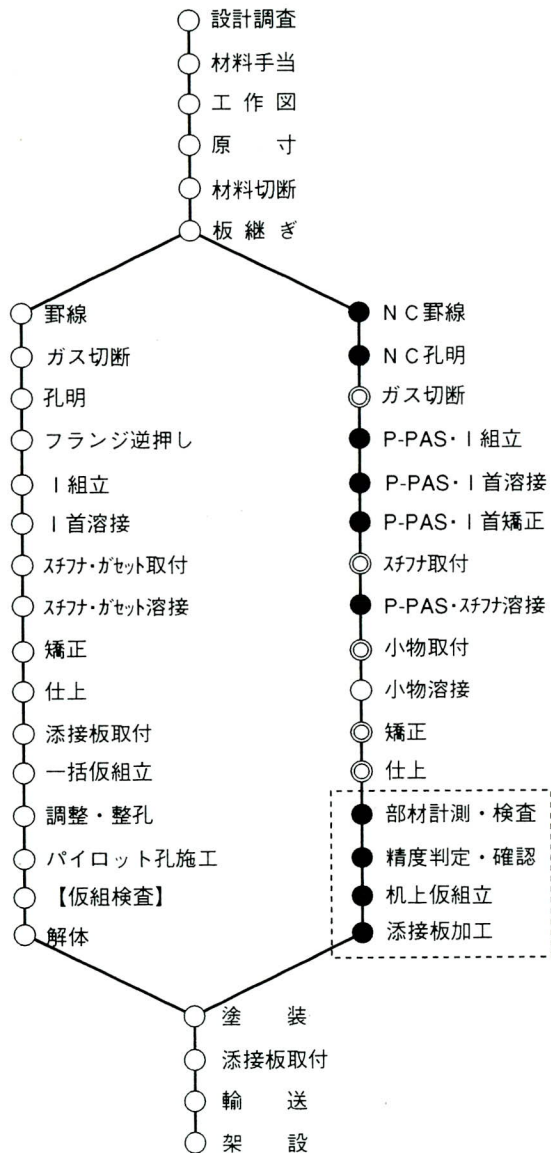 設計調査
材料手当
工作図
原寸
材料切断
板継ぎ
罫線
ガス切断
孔明
フランジ逆押し
I組立
I首溶接
スチフナ・ガセット取付
スチフナ・ガセット溶接
矯正
仕上
添接板取付
一括仮組立
調整・整孔
パイロット孔施工
【仮組検査】
解体
NC罫線
NC孔明
ガス切断
P-PAS・I組立
P-PAS・I首溶接
P-PAS・I首矯正
スチフナ取付
P-PAS・スチフナ溶接
小物取付
小物溶接
矯正
仕上
部材計測・検査
精度判定・確認
机上仮組立
添接板加工
塗装
添接板取付
輸送
架設